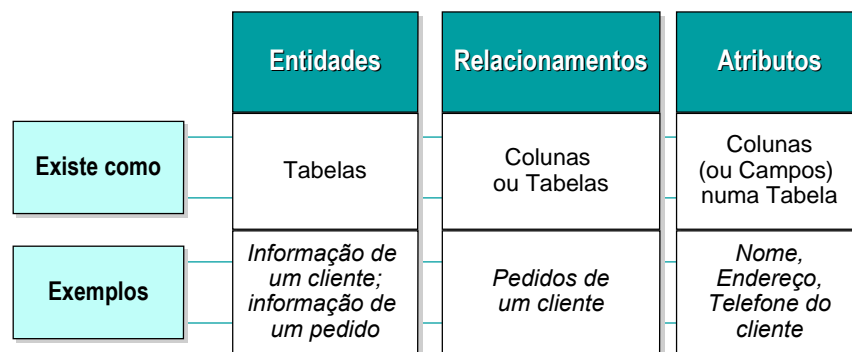 Entidades
Relacionamentos
Atributos
Existe como
Tabelas
Colunas
ou Tabelas
Colunas
(ou Campos)
numa Tabela
Exemplos
Informação de
um cliente;
informação de
um pedido
Pedidos de
um cliente
Nome,
Endereço,
Telefone do
cliente